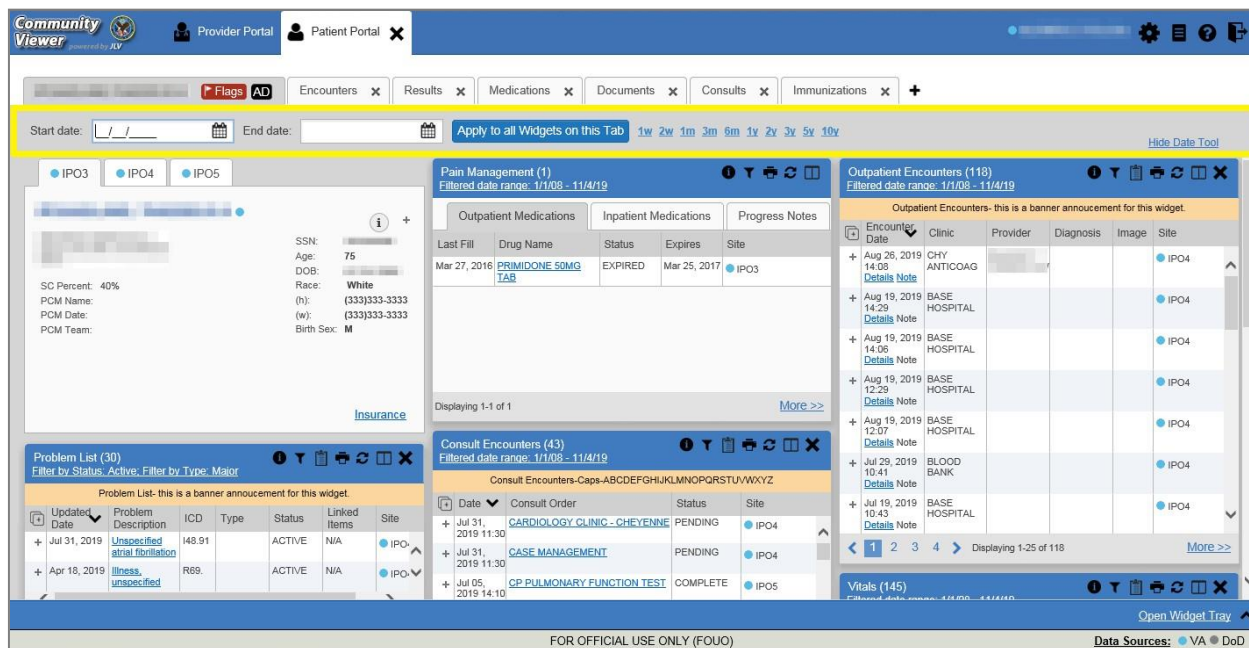 Community
Viewer powered by JLV
Provider Portal
Patient Portal
Flags AD
Encounters
Results
Medications
Documents
Consults
Immunizations
Start date: __/__/____
End date:
Apply to all Widgets on this Tab
1w 2w 1m 3m 6m 1y 2y 3y 5y 10y
Hide Date Tool
IPO3
IPO4
IPO5
SSN:
Age: 75
DOB:
Race: White
(h): (333)333-3333
(w): (333)333-3333
Birth Sex: M
SC Percent: 40%
PCM Name:
PCM Date:
PCM Team:
Insurance
Problem List (30)
Filter by Status: Active; Filter by Type: Major
Problem List- this is a banner annoucement for this widget.
Updated Date Problem Description ICD Type Status Linked Items Site
Jul 31, 2019 Unspecified I48.91 ACTIVE N/A IPO
atrial fibrillation
Apr 18, 2019 Illness, R69. ACTIVE N/A IPO
unspecified
Pain Management (1)
Filtered date range: 1/1/08 - 11/4/19
Outpatient Medications
Inpatient Medications
Progress Notes
Last Fill Drug Name Status Expires Site
Mar 27, 2016 PRIMIDONE 50MG EXPIRED Mar 25, 2017 IPO3
TAB
Displaying 1-1 of 1
More >>
Consult Encounters (43)
Filtered date range: 1/1/08 - 11/4/19
Consult Encounters-Caps-ABCDEFGHIJKLMNOPQRSTUVWXYZ
Date Consult Order Status Site
Jul 31, CARDIOLOGY CLINIC - CHEYENNE PENDING IPO4
2019 11:30
Jul 31, CASE MANAGEMENT PENDING IPO4
2019 11:30
Jul 05, CP PULMONARY FUNCTION TEST COMPLETE IPO5
2019 14:10
Outpatient Encounters (118)
Filtered date range: 1/1/08 - 11/4/19
Outpatient Encounters- this is a banner annoucement for this widget.
Encounter Date Clinic Provider Diagnosis Image Site
Aug 26, 2019 CHY IPO4
14:08 ANTICOAG
Details Note
Aug 19, 2019 BASE IPO4
14:29 HOSPITAL
Details Note
Aug 19, 2019 BASE IPO4
14:06 HOSPITAL
Details Note
Aug 19, 2019 BASE IPO4
12:29 HOSPITAL
Details Note
Aug 19, 2019 BASE IPO4
12:07 HOSPITAL
Details Note
Jul 29, 2019 BLOOD IPO4
10:41 BANK
Details Note
Jul 19, 2019 BASE IPO4
10:43 HOSPITAL
Details Note
1 2 3 4 Displaying 1-25 of 118
More >>
Vitals (145)
Filtered date range: 1/1/08 - 11/4/19
Open Widget Tray
FOR OFFICIAL USE ONLY (FOUO)
Data Sources: VA DoD